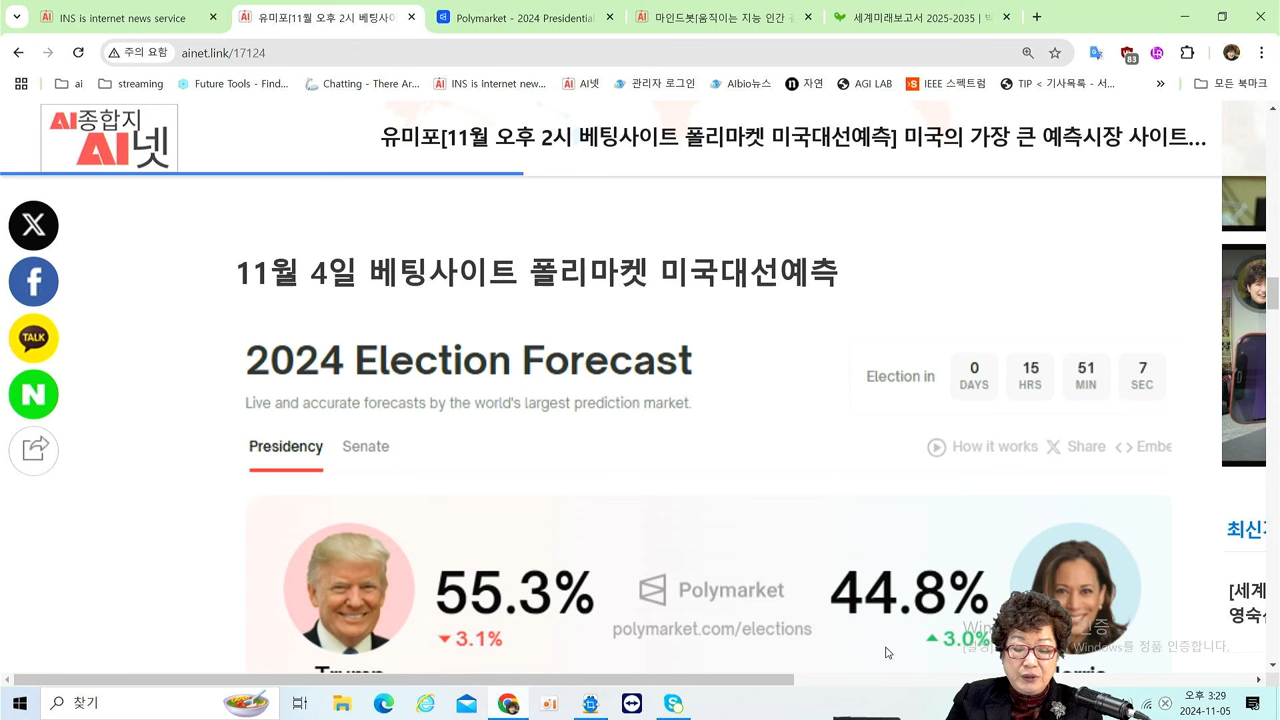 INS is internet news service
유미포[11월 오후 2시 베팅사이
Polymarket - 2024 Presidential
마인드봇[움직이는 지능 인간
세계미래보고서 2025-2035 |
주의 요함
ainet.link/17124
83
ai
streaming
Future Tools - Find...
Chatting - There Ar...
INS is internet new...
AI넷
관리자 로그인
AIbio뉴스
자연
AGI LAB
IEEE 스펙트럼
TIP < 기사목록 - 서...
모든 북마크
AI종합지
AI넷
유미포[11월 오후 2시 베팅사이트 폴리마켓 미국대선예측] 미국의 가장 큰 예측시장 사이트...
TALK
N
11월 4일 베팅사이트 폴리마켓 미국대선예측
2024 Election Forecast
Live and accurate forecasts by the world's largest prediction market.
Election in
0 15 51 7
DAYS HRS MIN SEC
Presidency Senate
How it works Share Embe
55.3%
3.1%
Polymarket
polymarket.com/elections
44.8%
3.0%
Trump
최신
[세계
영숙
인증
Windows를 정품 인증합니다.
찾기
오후 3:29
2024-11-05